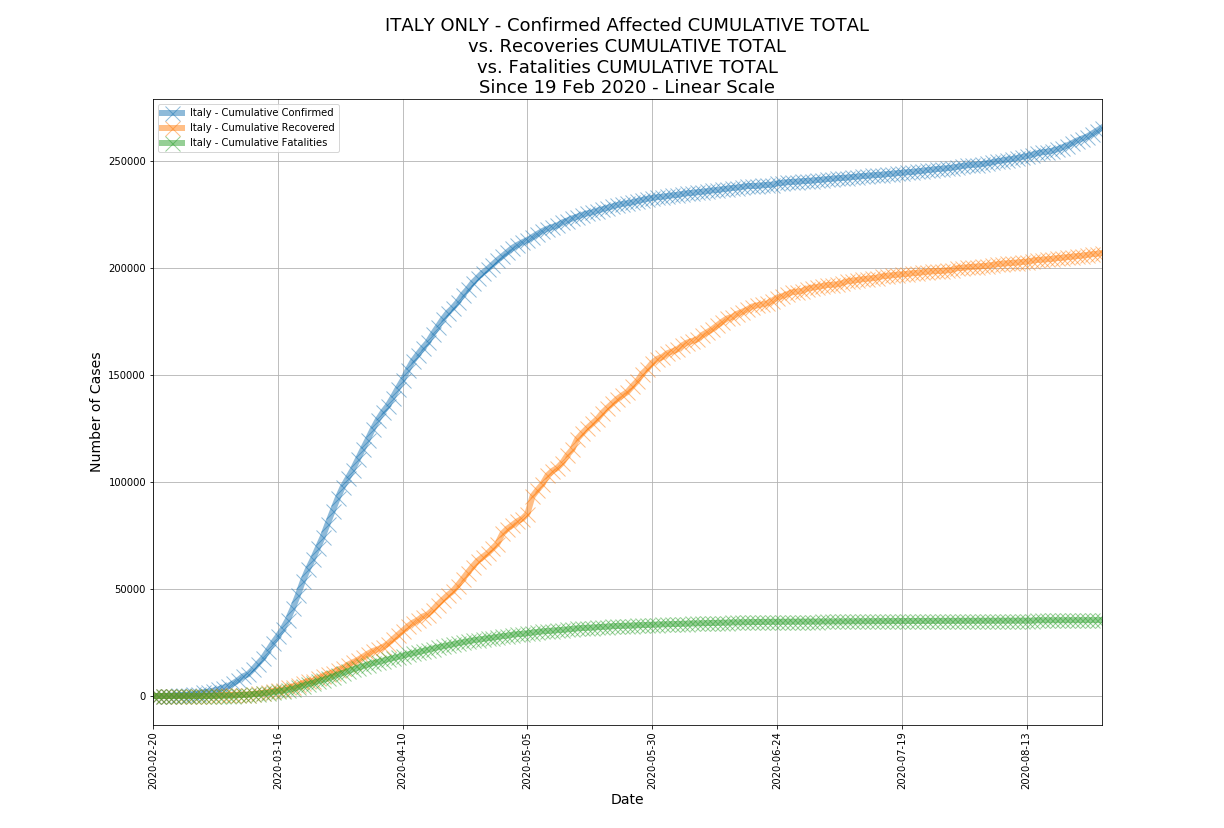 ITALY ONLY - Confirmed Affected CUMULATIVE TOTAL
vs. Recoveries CUMULATIVE TOTAL
vs. Fatalities CUMULATIVE TOTAL
Since 19 Feb 2020 - Linear Scale
Italy - Cumulative Confirmed
Italy - Cumulative Recovered
Italy - Cumulative Fatalities
Number of Cases
250000
200000
150000
100000
50000
0
2020-02-20
2020-03-16
2020-04-10
2020-05-05
2020-05-30
2020-06-24
2020-07-19
2020-08-13
Date